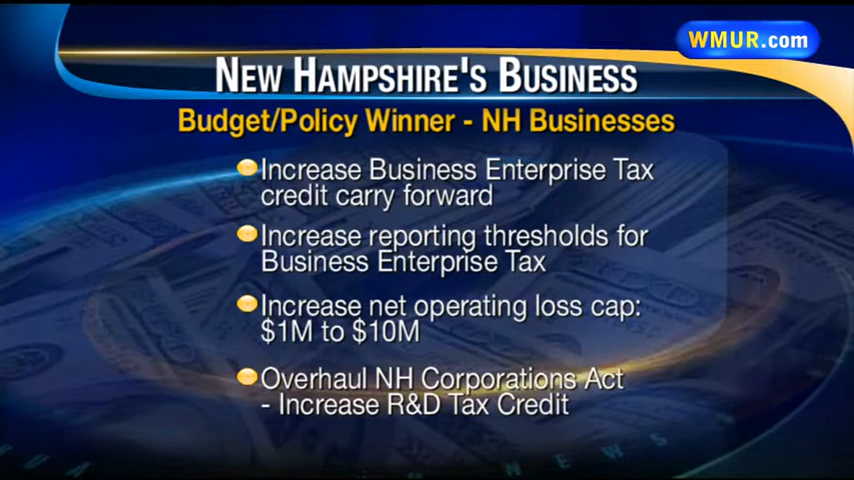 WMUR.com
NEW HAMPSHIRE'S BUSINESS
Budget/Policy Winner - NH Businesses
Increase Business Enterprise Tax
credit carry forward
Increase reporting thresholds for
Business Enterprise Tax
Increase net operating loss cap:
$1M to $10M
Overhaul NH Corporations Act
- Increase R&D Tax Credit
NEWS